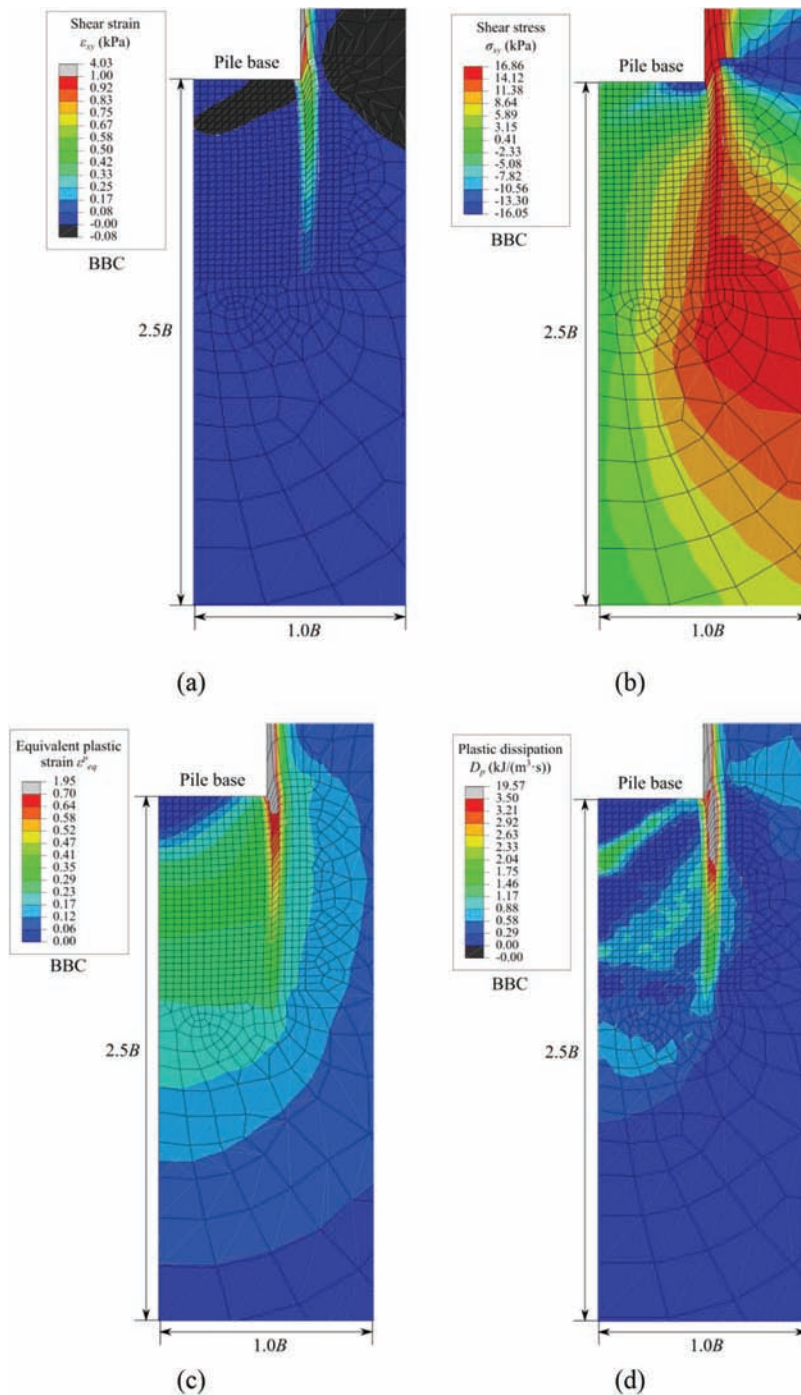 Shear strain
εxy (kPa)
4.03
1.00
0.92
0.83
0.75
0.67
0.58
0.50
0.42
0.33
0.25
0.17
0.08
-0.00
-0.08
BBC
Pile base
2.5B
1.0B
(a)
Shear stress
σxy (kPa)
16.86
14.12
11.38
8.64
5.89
3.15
0.41
-2.33
-5.08
-7.82
-10.56
-13.30
-16.05
BBC
Pile base
2.5B
1.0B
(b)
Equivalent plastic
strain εᵖeq
1.95
0.70
0.64
0.58
0.52
0.47
0.41
0.35
0.29
0.23
0.17
0.12
0.06
0.00
BBC
Pile base
2.5B
1.0B
(c)
Plastic dissipation
Dp (kJ/(m³·s))
19.57
3.50
3.21
2.92
2.63
2.33
2.04
1.75
1.46
1.17
0.88
0.58
0.29
0.00
-0.00
BBC
Pile base
2.5B
1.0B
(d)